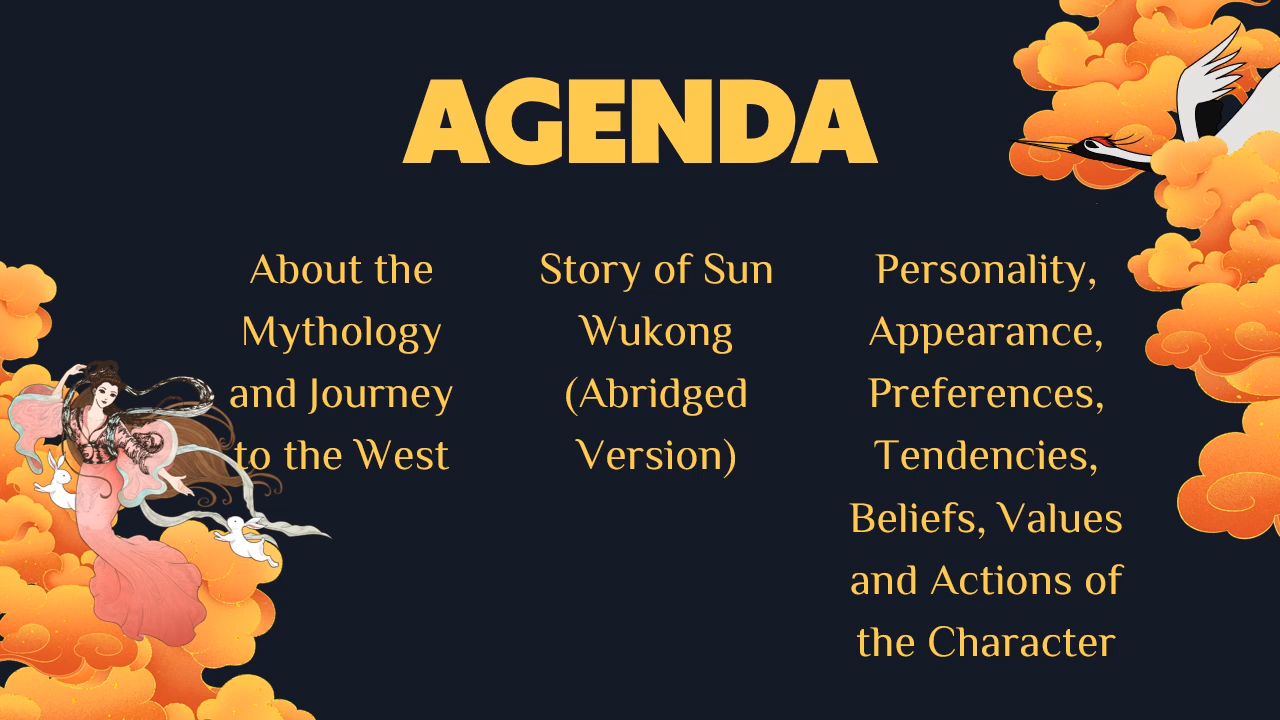 AGENDA
About the
Mythology
and Journey
to the West
Story of Sun
Wukong
(Abridged
Version)
Personality,
Appearance,
Preferences,
Tendencies,
Beliefs, Values
and Actions of
the Character